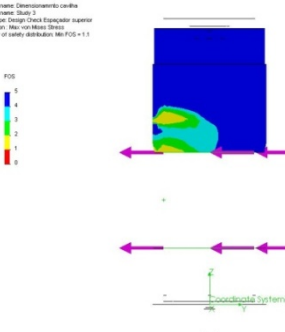 name: Dimensionamento cavilha
name: Study 3
pe: Design Check Espaçador superior
on: Max von Mises Stress
of safety distribution: Min FOS = 1.1
FOS
5
4
3
2
1
0
Z
Coordinate System
Y